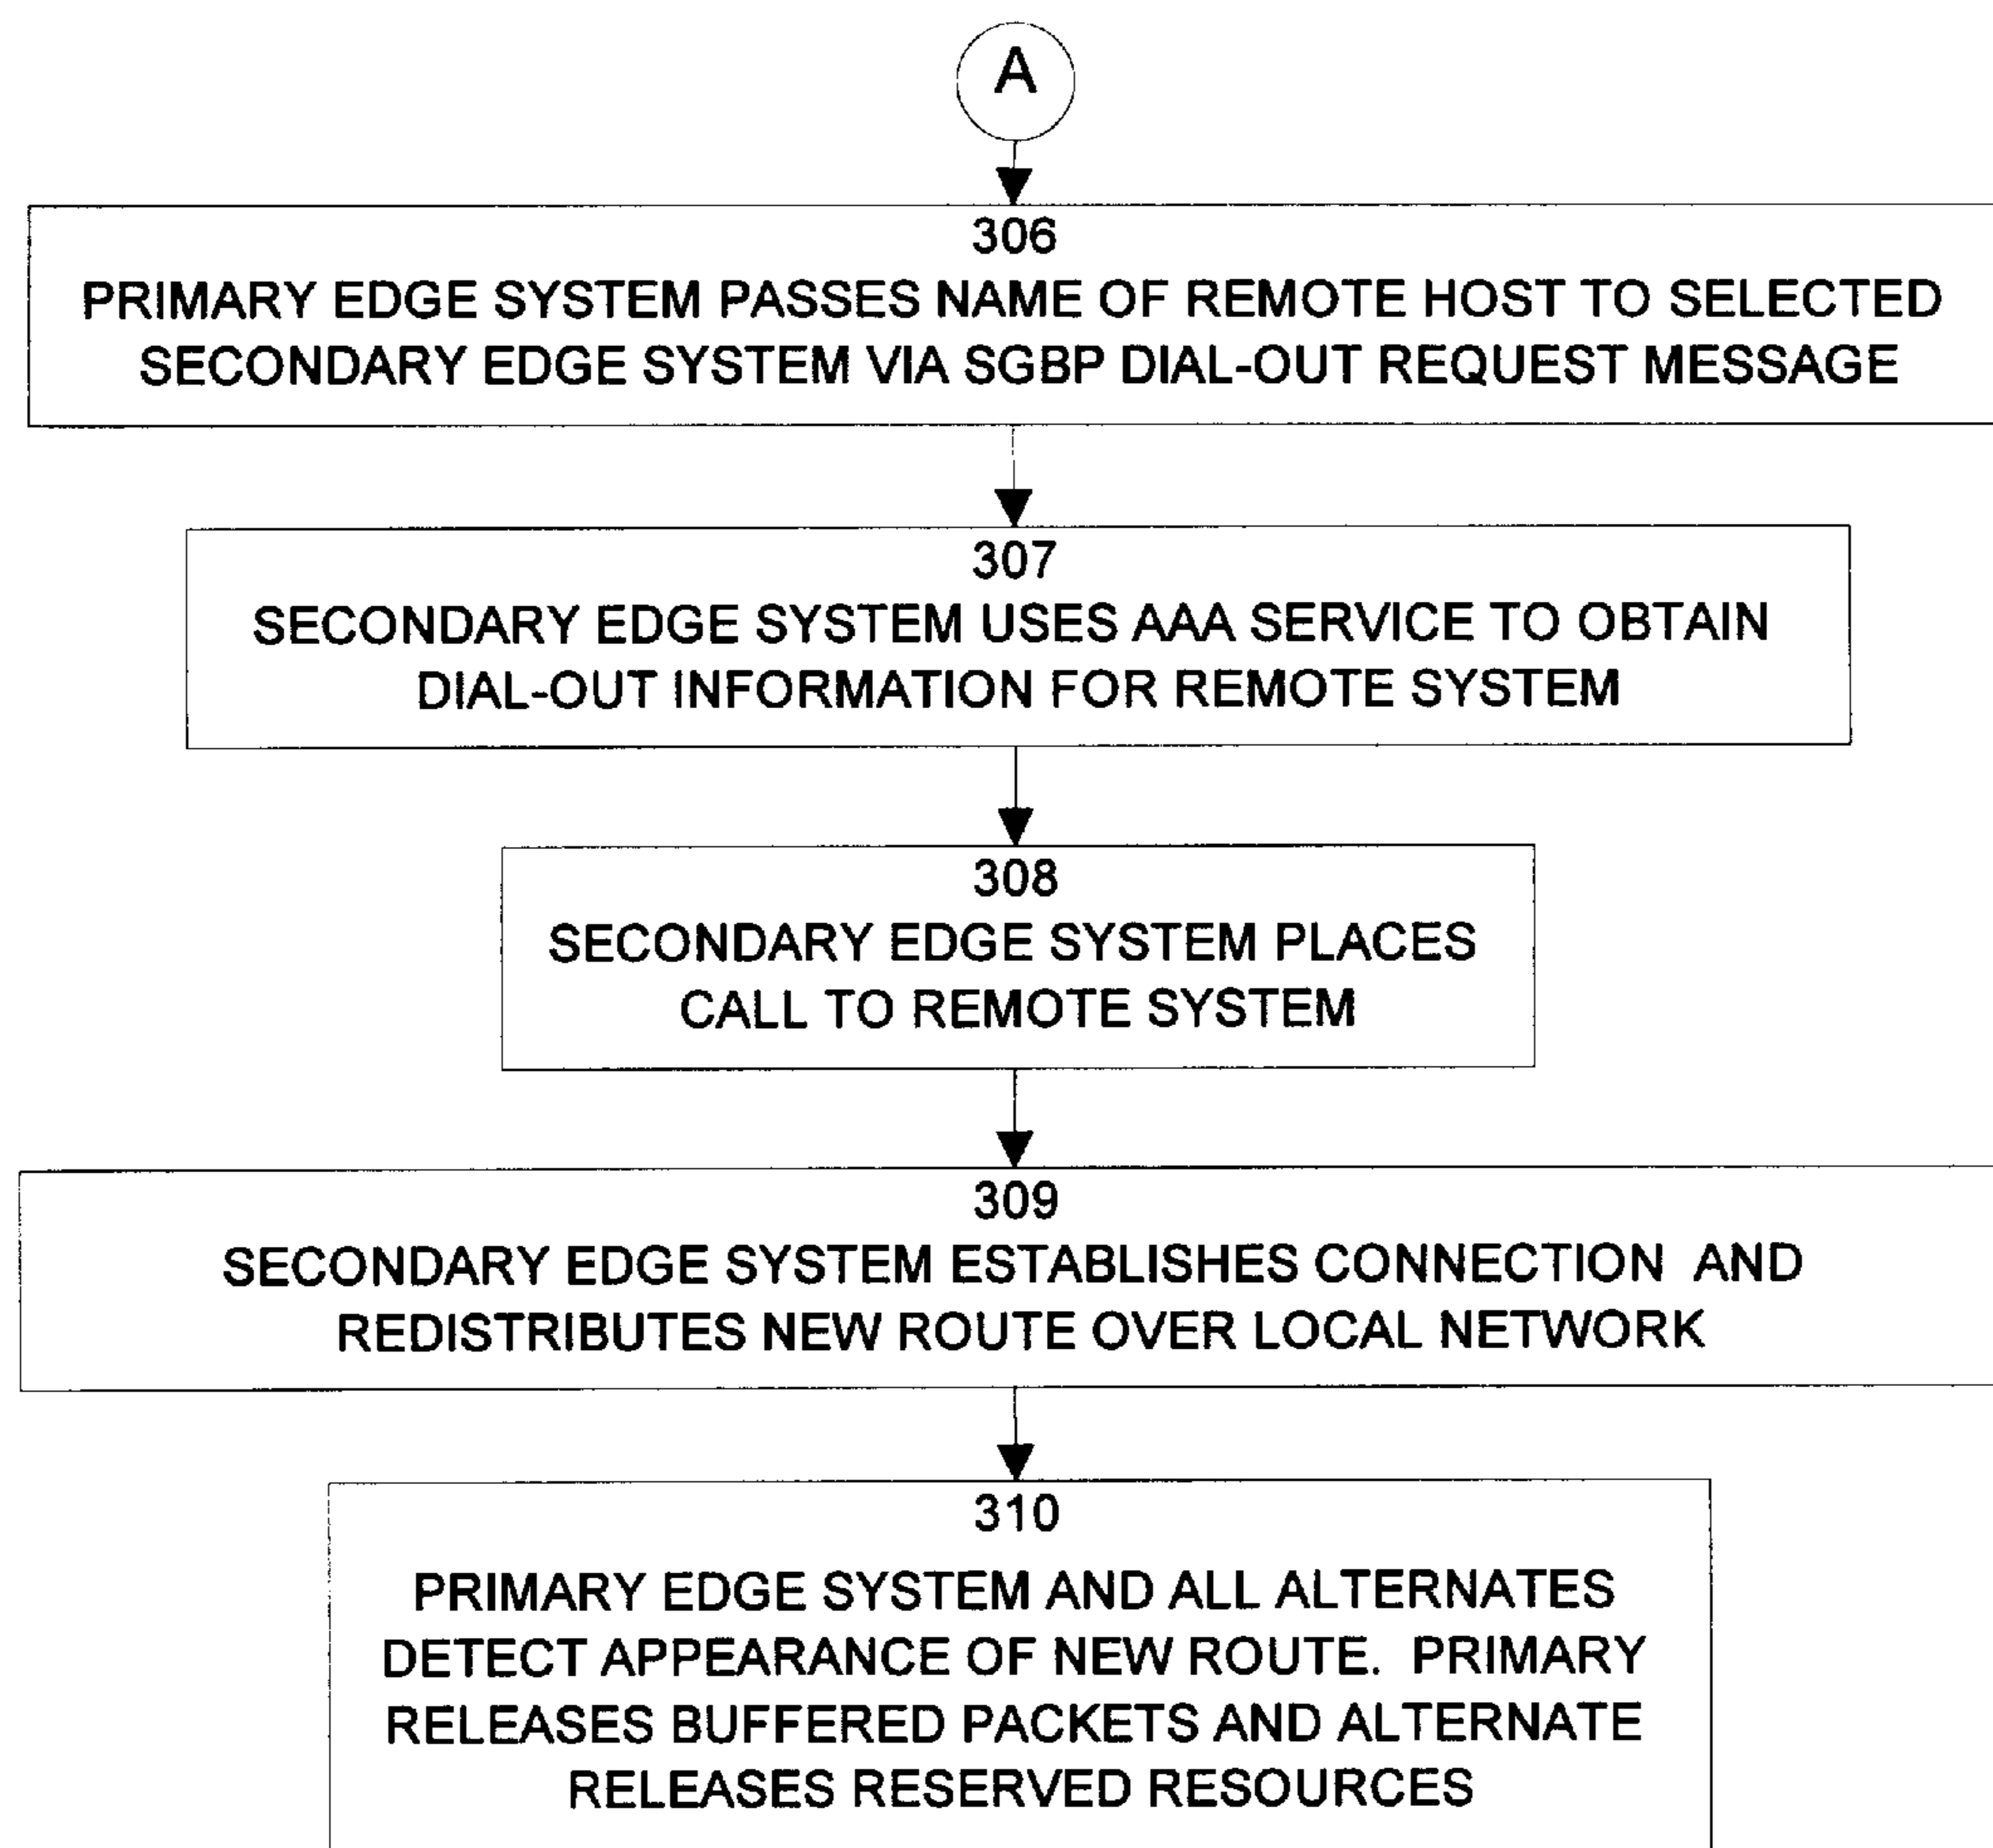 A
306
PRIMARY EDGE SYSTEM PASSES NAME OF REMOTE HOST TO SELECTED
SECONDARY EDGE SYSTEM VIA SGBP DIAL-OUT REQUEST MESSAGE
307
SECONDARY EDGE SYSTEM USES AAA SERVICE TO OBTAIN
DIAL-OUT INFORMATION FOR REMOTE SYSTEM
308
SECONDARY EDGE SYSTEM PLACES
CALL TO REMOTE SYSTEM
309
SECONDARY EDGE SYSTEM ESTABLISHES CONNECTION AND
REDISTRIBUTES NEW ROUTE OVER LOCAL NETWORK
310
PRIMARY EDGE SYSTEM AND ALL ALTERNATES
DETECT APPEARANCE OF NEW ROUTE. PRIMARY
RELEASES BUFFERED PACKETS AND ALTERNATE
RELEASES RESERVED RESOURCES